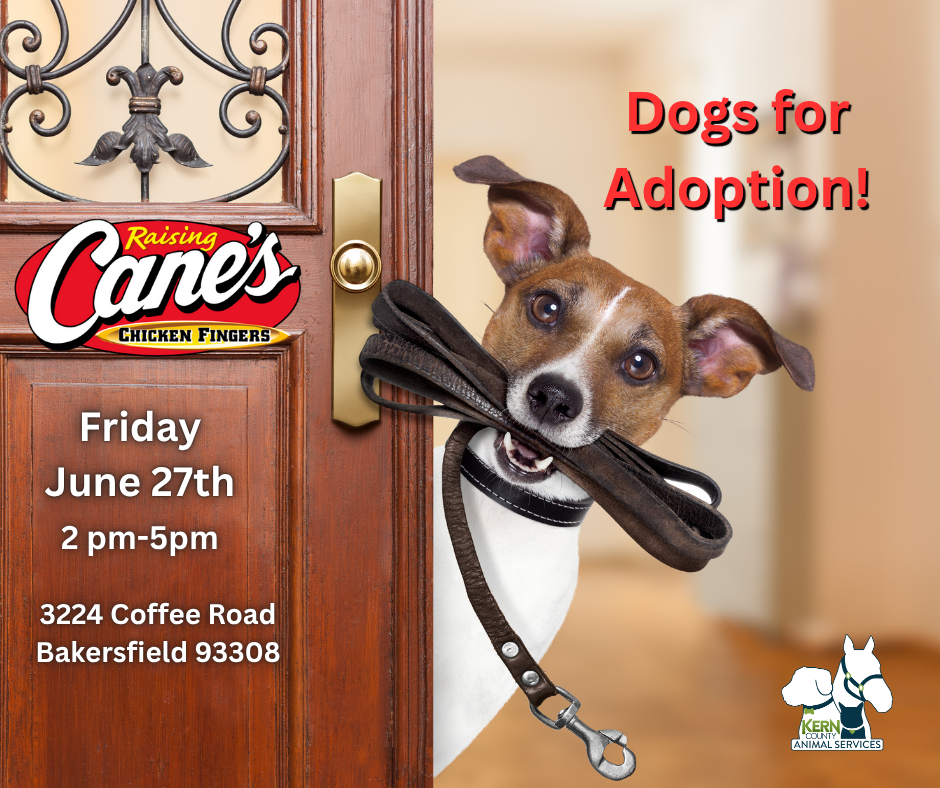 Dogs for
Adoption!
Raising
Cane's
CHICKEN FINGERS
Friday
June 27th
2 pm-5pm
3224 Coffee Road
Bakersfield 93308
KERN
COUNTY
ANIMAL SERVICES